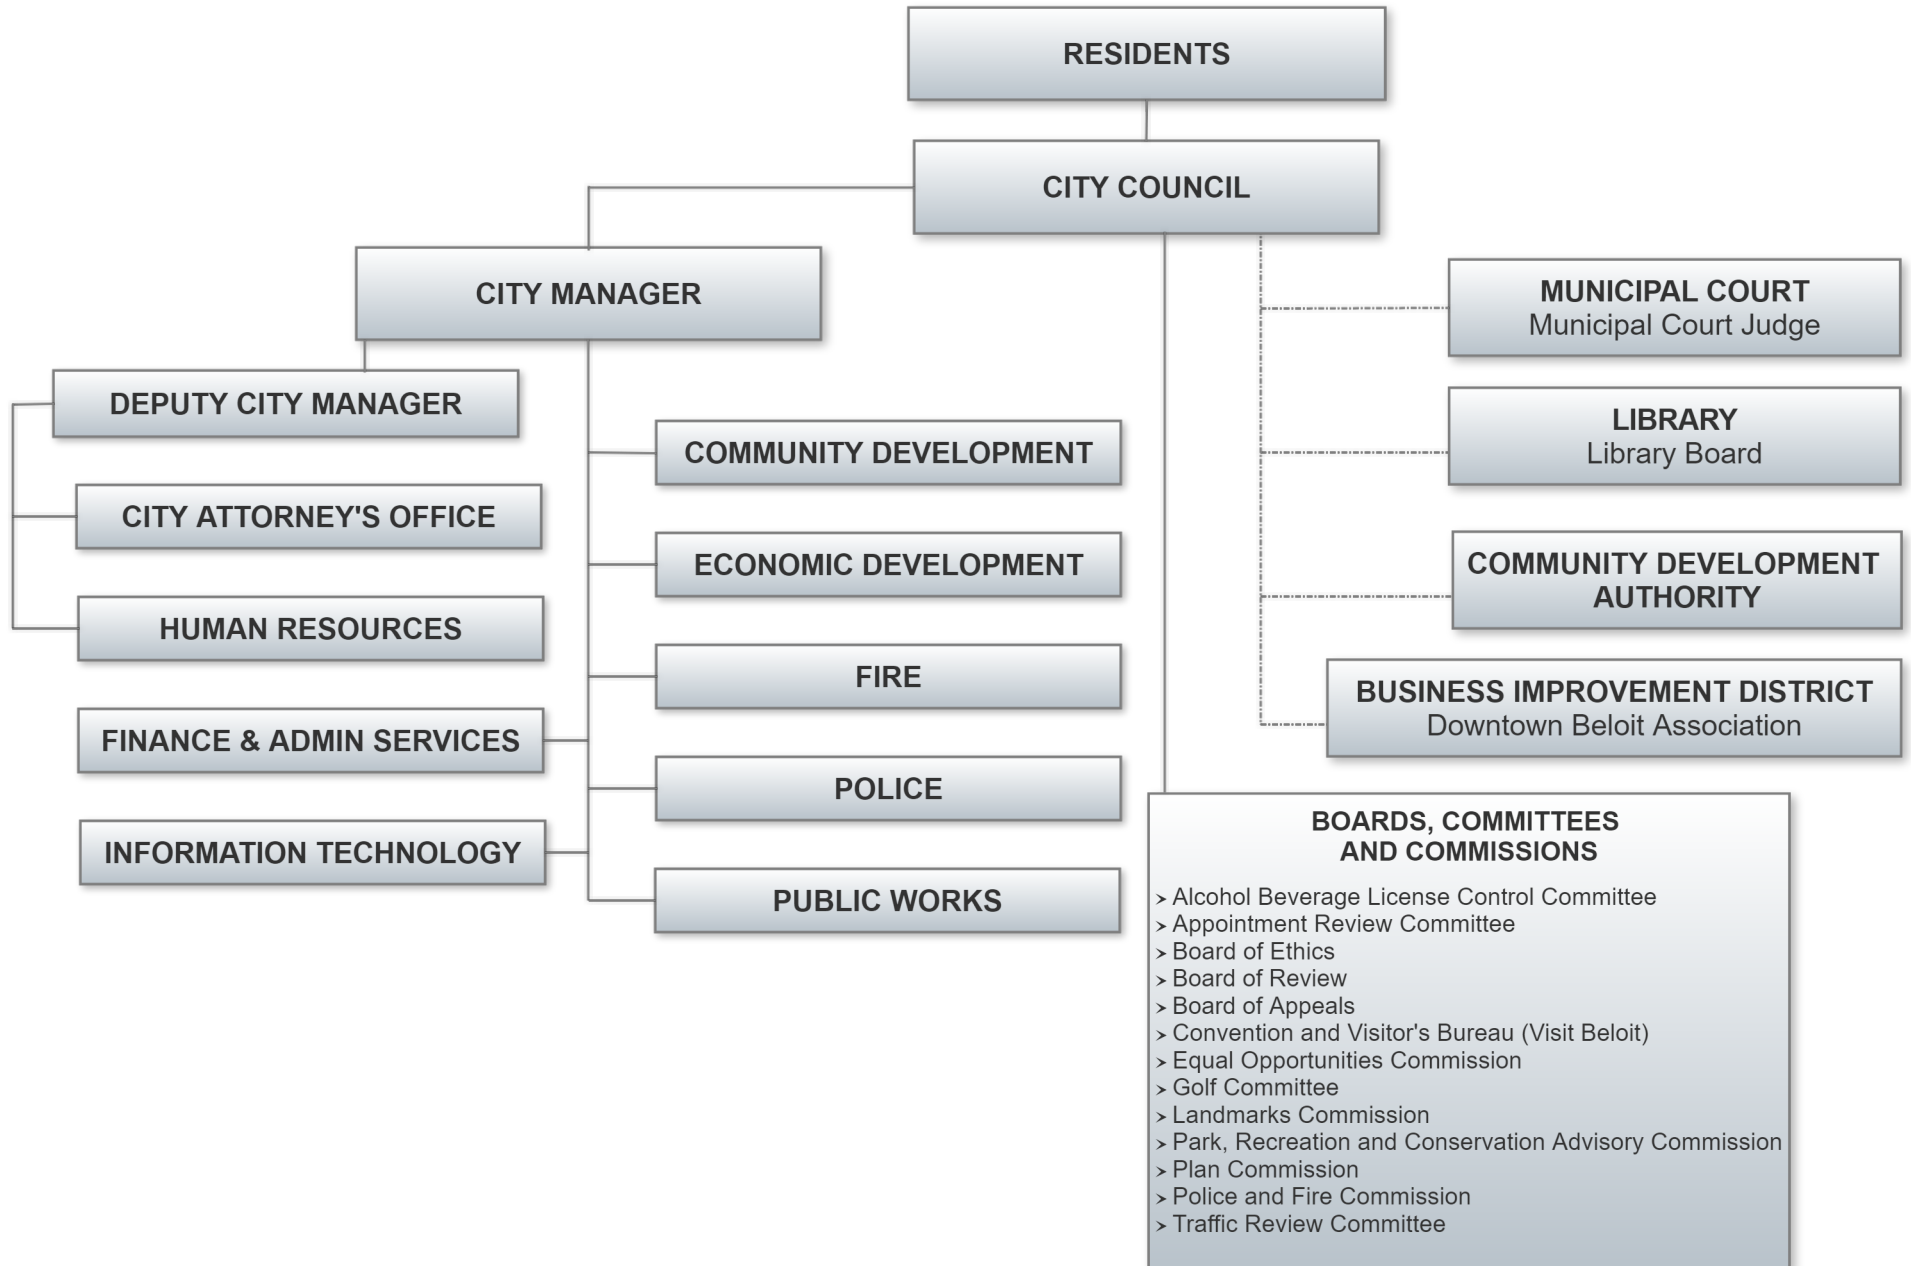 RESIDENTS
CITY COUNCIL
CITY MANAGER
DEPUTY CITY MANAGER
CITY ATTORNEY'S OFFICE
HUMAN RESOURCES
FINANCE & ADMIN SERVICES
INFORMATION TECHNOLOGY
COMMUNITY DEVELOPMENT
ECONOMIC DEVELOPMENT
FIRE
POLICE
PUBLIC WORKS
MUNICIPAL COURT
Municipal Court Judge
LIBRARY
Library Board
COMMUNITY DEVELOPMENT
AUTHORITY
BUSINESS IMPROVEMENT DISTRICT
Downtown Beloit Association
BOARDS, COMMITTEES
AND COMMISSIONS
➢ Alcohol Beverage License Control Committee
➢ Appointment Review Committee
➢ Board of Ethics
➢ Board of Review
➢ Board of Appeals
➢ Convention and Visitor's Bureau (Visit Beloit)
➢ Equal Opportunities Commission
➢ Golf Committee
➢ Landmarks Commission
➢ Park, Recreation and Conservation Advisory Commission
➢ Plan Commission
➢ Police and Fire Commission
➢ Traffic Review Committee